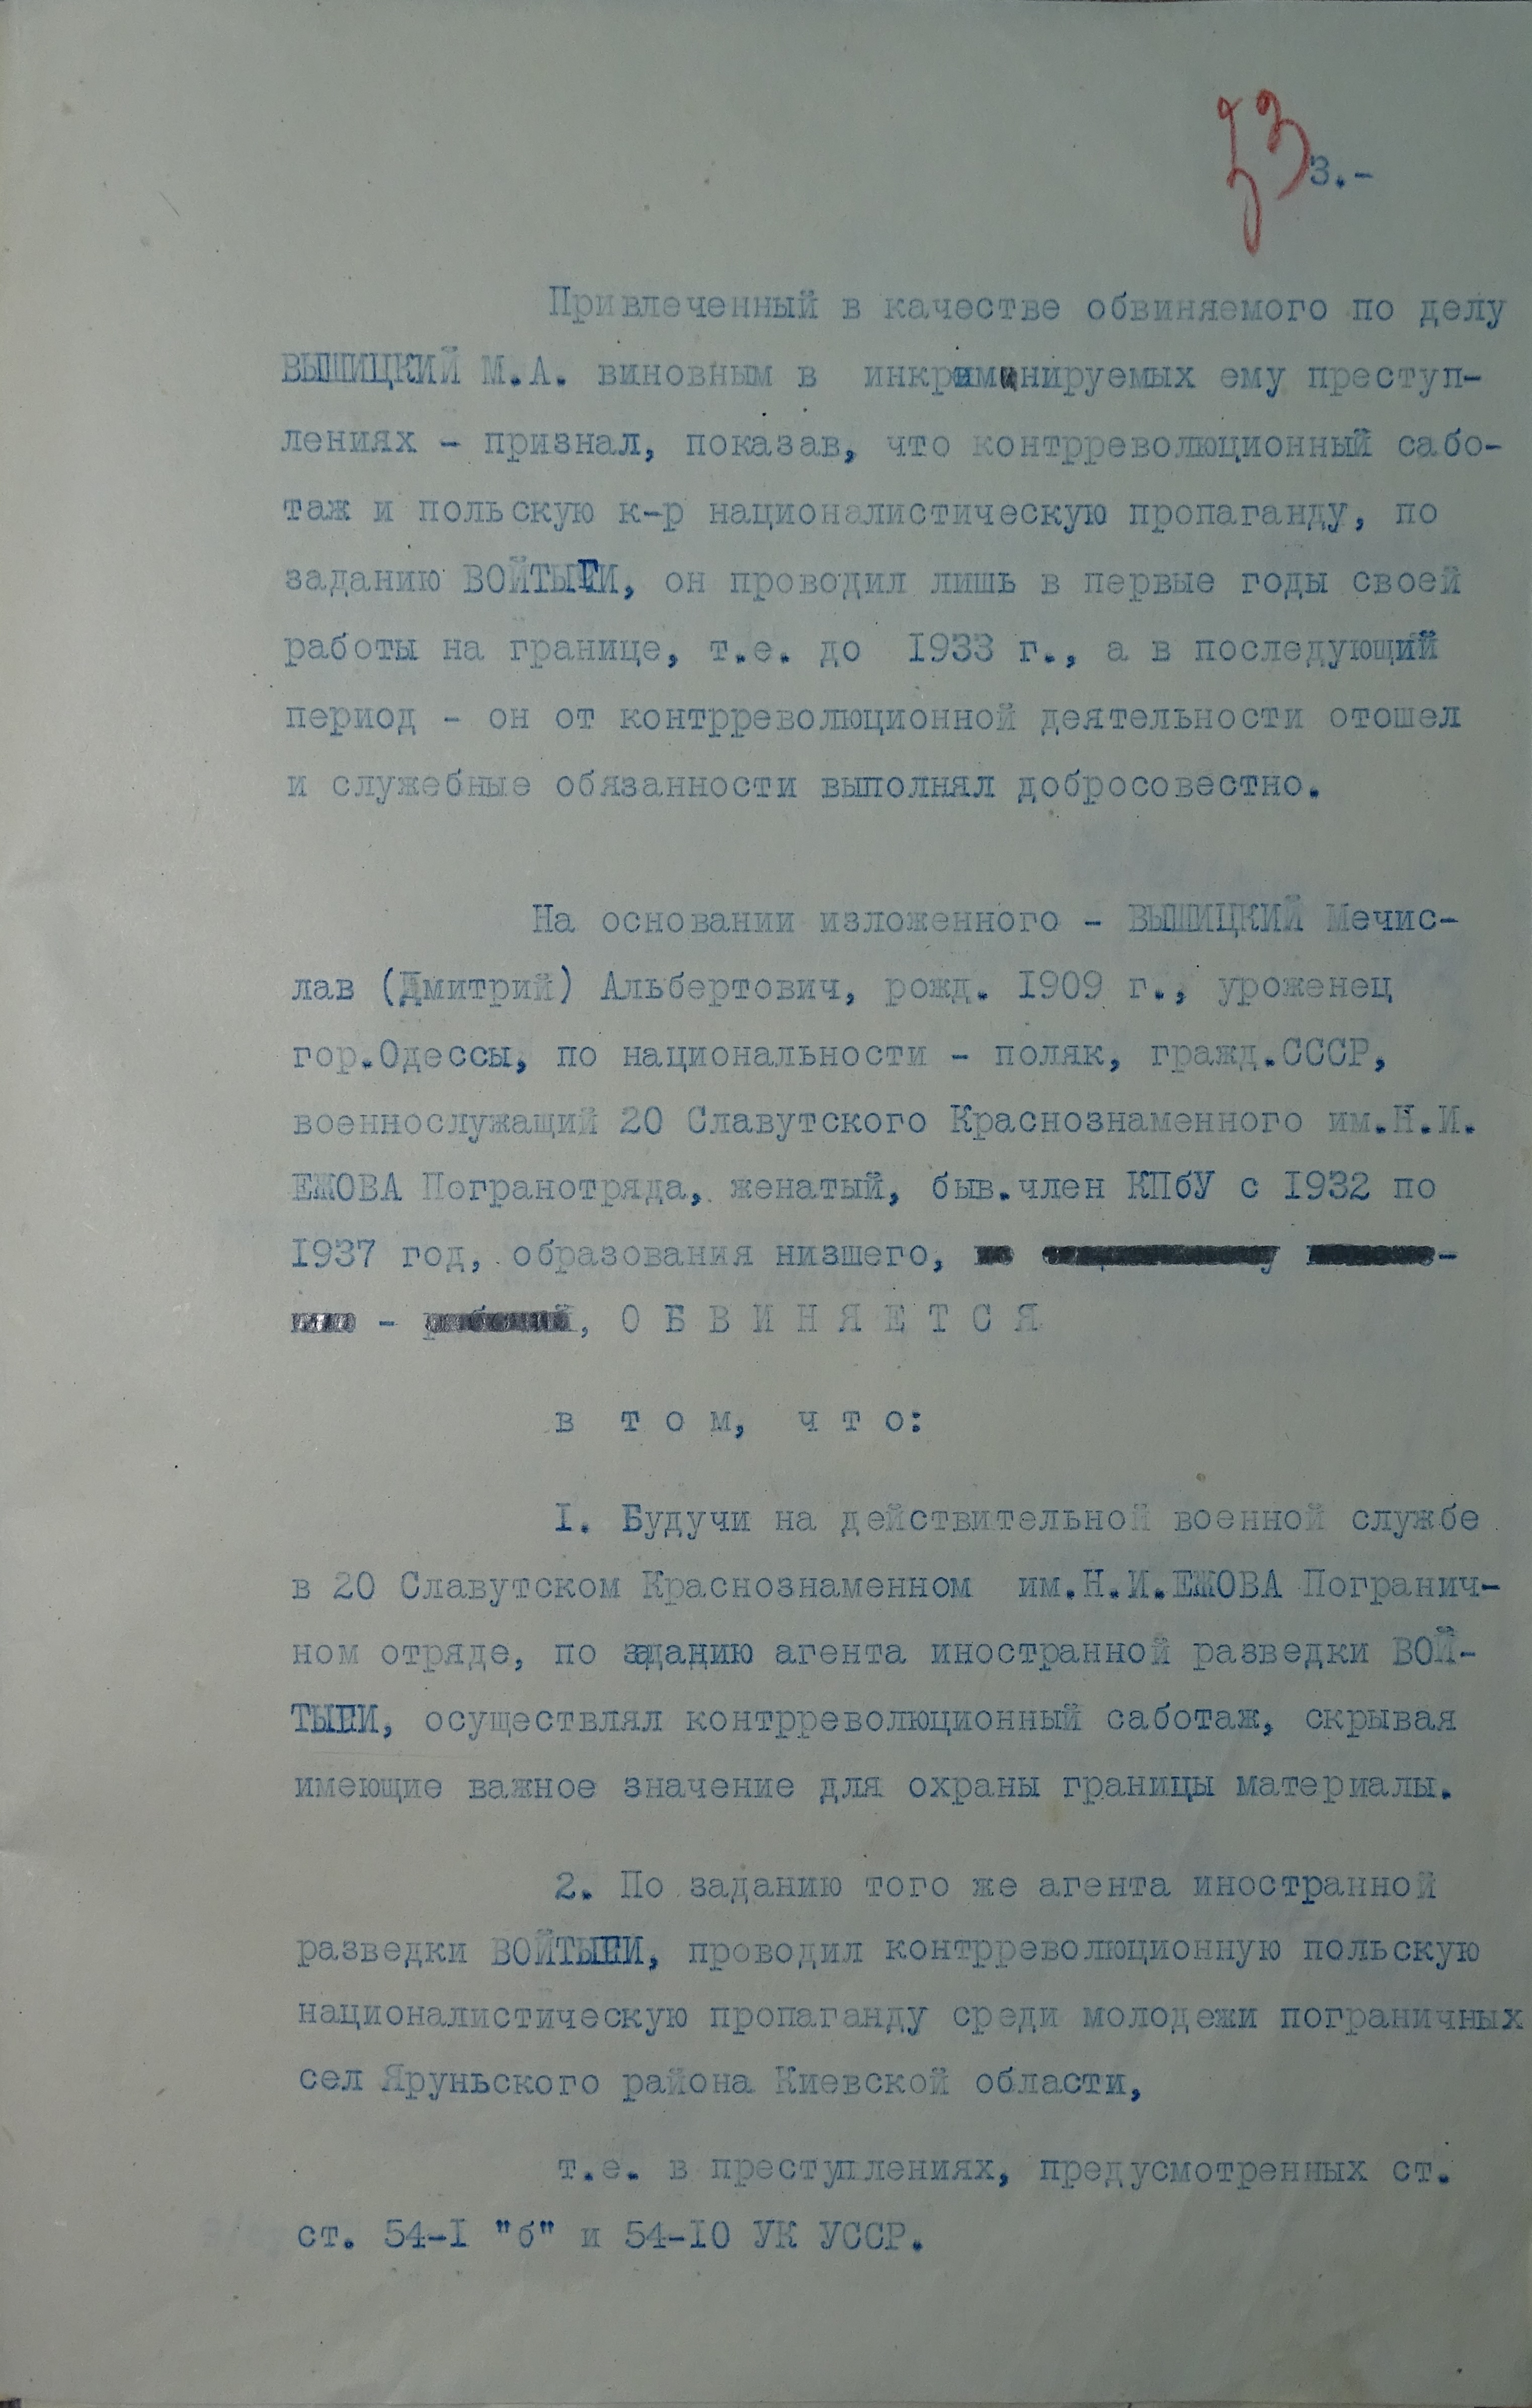 53
3.-
Привлеченный в качестве обвиняемого по делу
ВЫШИЦКИЙ М.А. виновным в инкриминируемых ему преступ-
лениях - признал, показав, что контрреволюционный сабо-
таж и польскую к-р националистическую пропаганду, по
заданию ВОЙТЫГИ, он проводил лишь в первые годы своей
работы на границе, т.е. до 1933 г., а в последующий
период - он от контрреволюционной деятельности отошел
и служебные обязанности выполнял добросовестно.
На основании изложенного - ВЫШИЦКИЙ Мечис-
лав (Дмитрий) Альбертович, рожд. 1909 г., уроженец
гор.Одессы, по национальности - поляк, гражд.СССР,
военнослужащий 20 Славутского Краснознаменного им.Н.И.
ЕЖОВА Погранотряда, женатый, быв.член КПбУ с 1932 по
1937 год, образования низшего, -
- рабочий, О Б В И Н Я Е Т С Я
в т о м, ч т о:
1. Будучи на действительной военной службе
в 20 Славутском Краснознаменном им.Н.И.ЕЖОВА Погранич-
ном отряде, по заданию агента иностранной разведки ВОЙ-
осуществлял контрреволюционный саботаж, скрывая
имеющие важное значение для охраны границы материалы.
2. По заданию того же агента иностранной
разведки проводил контрреволюционную польскую
националистическую пропаганду среди молодежи пограничных
сел Яруньского района Киевской области,
т.е. в преступлениях, предусмотренных ст.
ст. 54-1 "б" и 54-10 УК УССР.